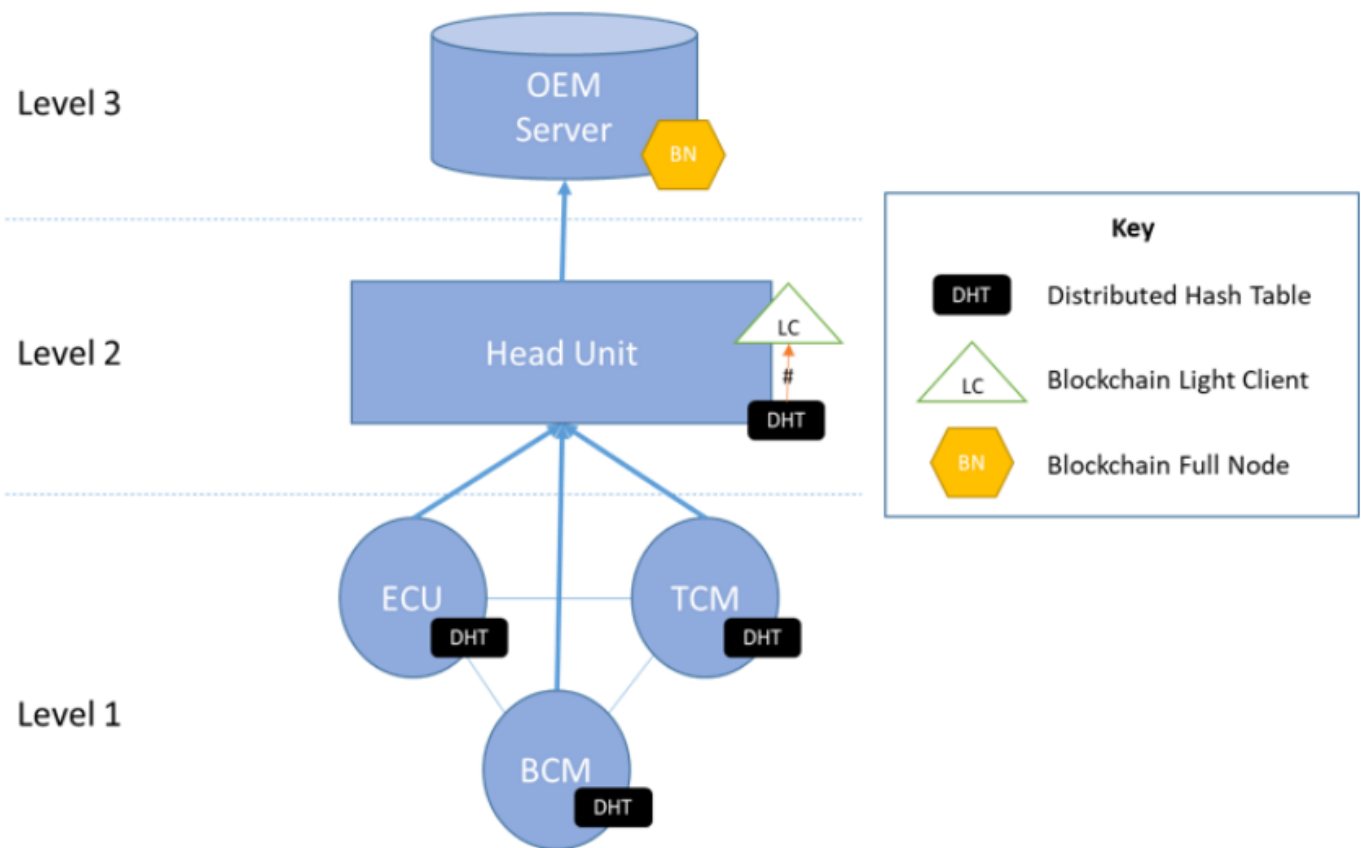 Level 3
OEM
Server
BN
Level 2
Head Unit
LC
#
DHT
Level 1
ECU
DHT
TCM
DHT
BCM
DHT
Key
DHT Distributed Hash Table
LC Blockchain Light Client
BN Blockchain Full Node